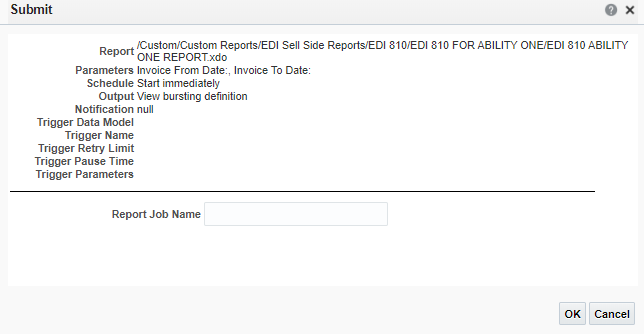 Submit
Report /Custom/Custom Reports/EDI Sell Side Reports/EDI 810/EDI 810 FOR ABILITY ONE/EDI 810 ABILITY
ONE REPORT.xdo
Parameters Invoice From Date:, Invoice To Date:
Schedule Start immediately
Output View bursting definition
Notification null
Trigger Data Model
Trigger Name
Trigger Retry Limit
Trigger Pause Time
Trigger Parameters
Report Job Name
OK Cancel